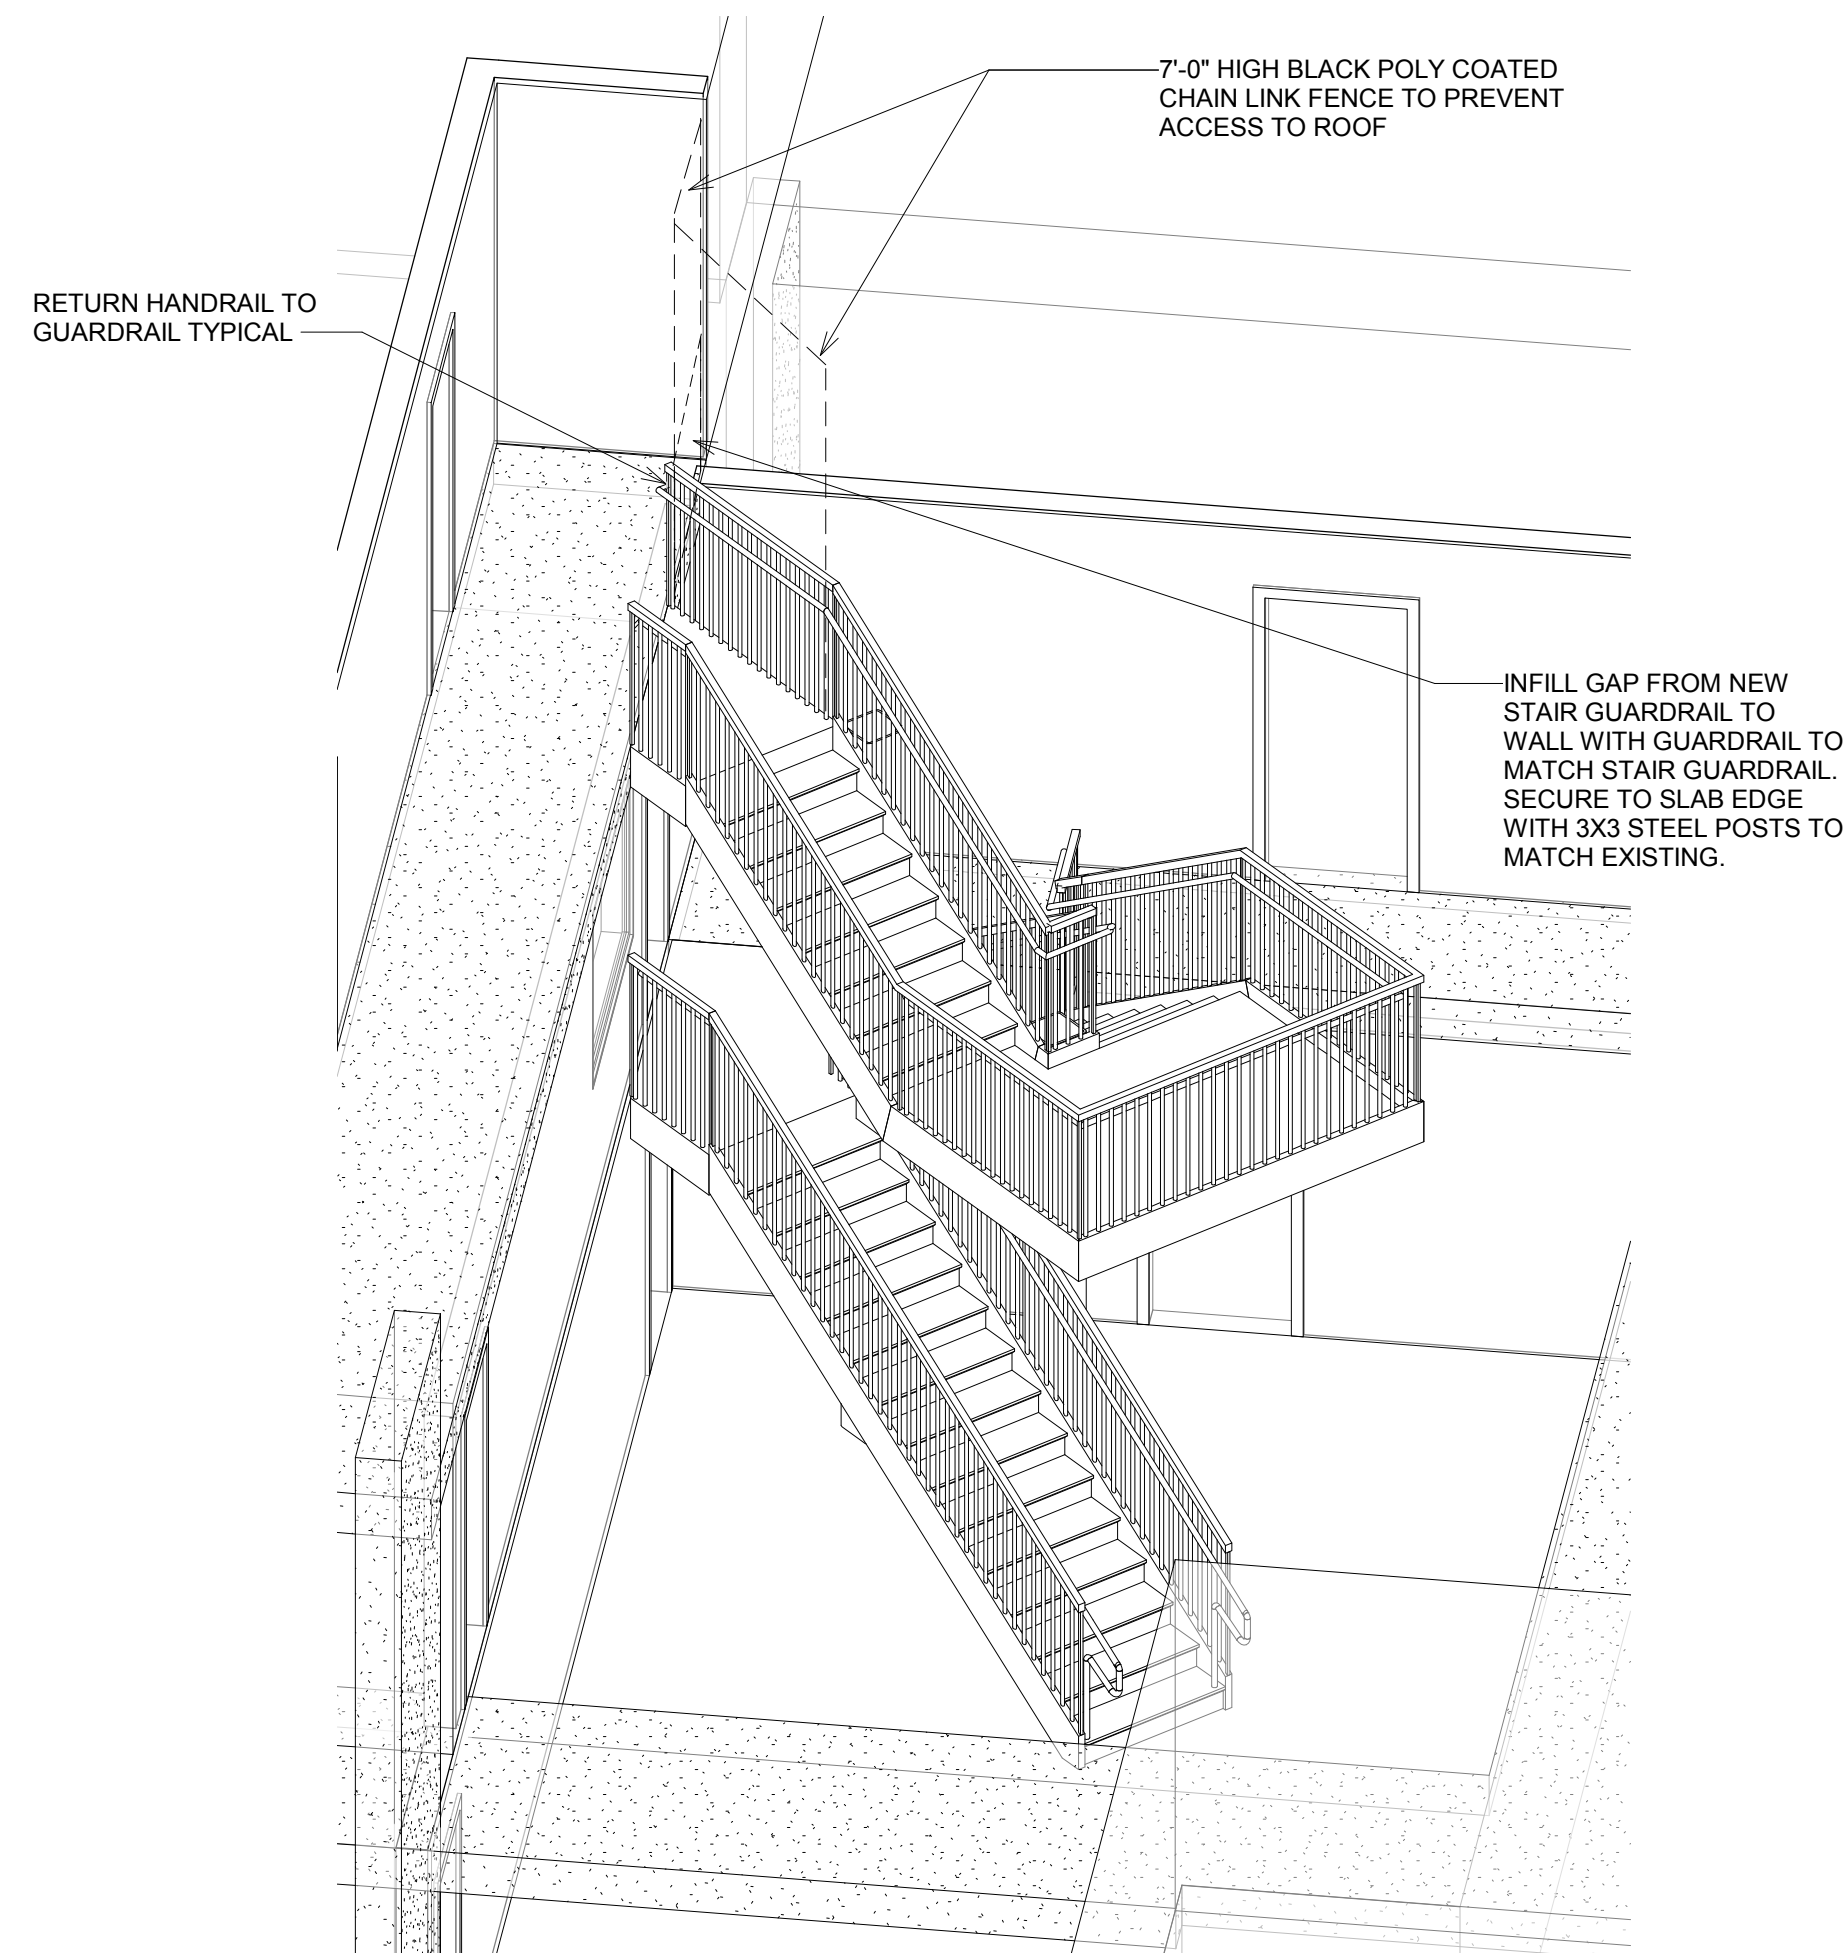 7'-0" HIGH BLACK POLY COATED
CHAIN LINK FENCE TO PREVENT
ACCESS TO ROOF
RETURN HANDRAIL TO
GUARDRAIL TYPICAL
INFILL GAP FROM NEW
STAIR GUARDRAIL TO
WALL WITH GUARDRAIL TO
MATCH STAIR GUARDRAIL.
SECURE TO SLAB EDGE
WITH 3X3 STEEL POSTS TO
MATCH EXISTING.